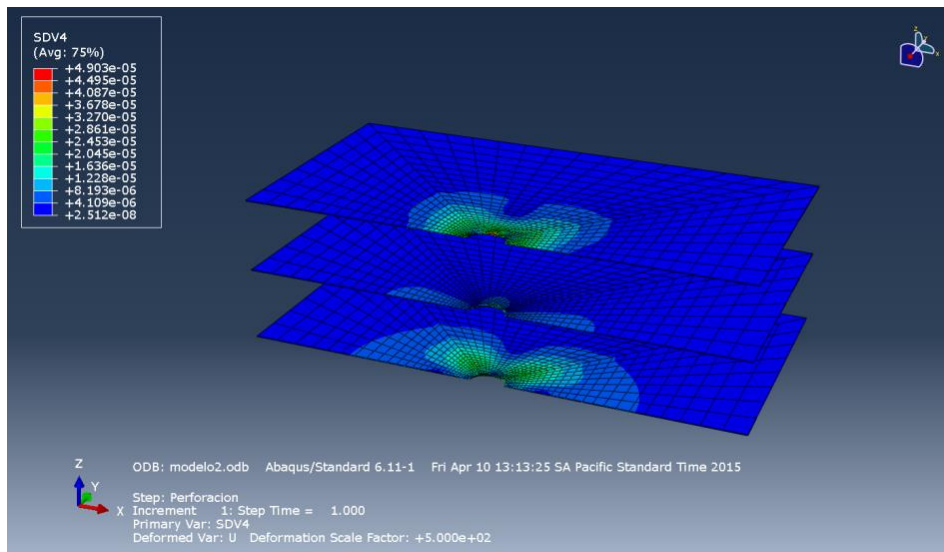 SDV4
(Avg: 75%)
+4.903e-05
+4.495e-05
+4.087e-05
+3.678e-05
+3.270e-05
+2.861e-05
+2.453e-05
+2.045e-05
+1.636e-05
+1.228e-05
+8.193e-06
+4.109e-06
+2.512e-08
Z
Y
X
Z
Y
X
ODB: modelo2.odb Abaqus/Standard 6.11-1 Fri Apr 10 13:13:25 SA Pacific Standard Time 2015
Step: Perforacion
Increment 1: Step Time = 1.000
Primary Var: SDV4
Deformed Var: U Deformation Scale Factor: +5.000e+02